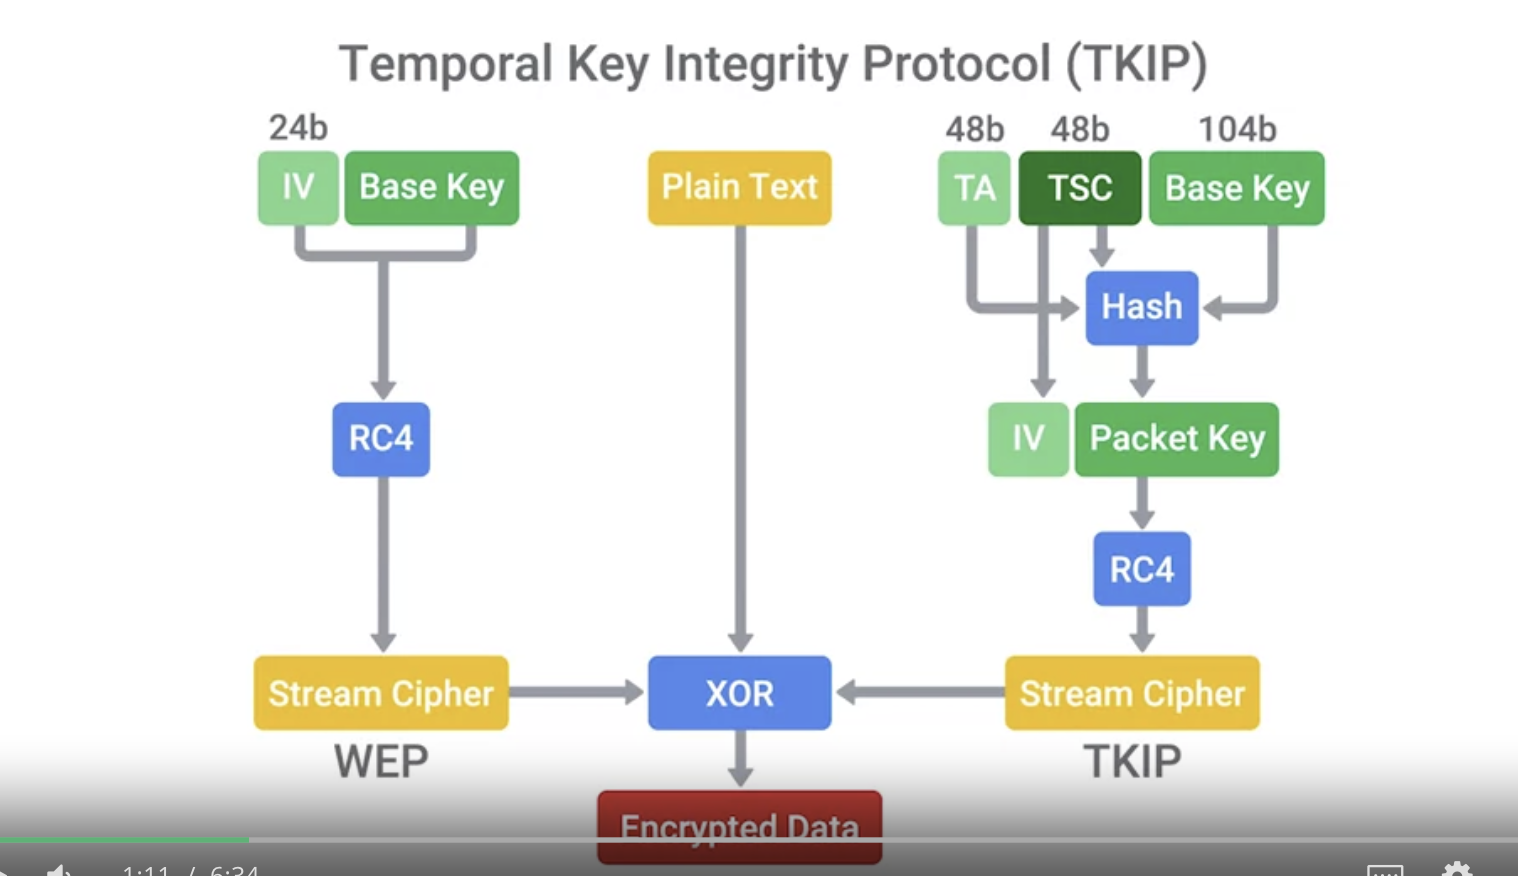 Temporal Key Integrity Protocol (TKIP)
24b 48b 48b 104b
IV Base Key Plain Text TA TSC Base Key
Hash
RC4 IV Packet Key
RC4
Stream Cipher XOR Stream Cipher
WEP TKIP
Encrypted Data
1:11 / 6:34